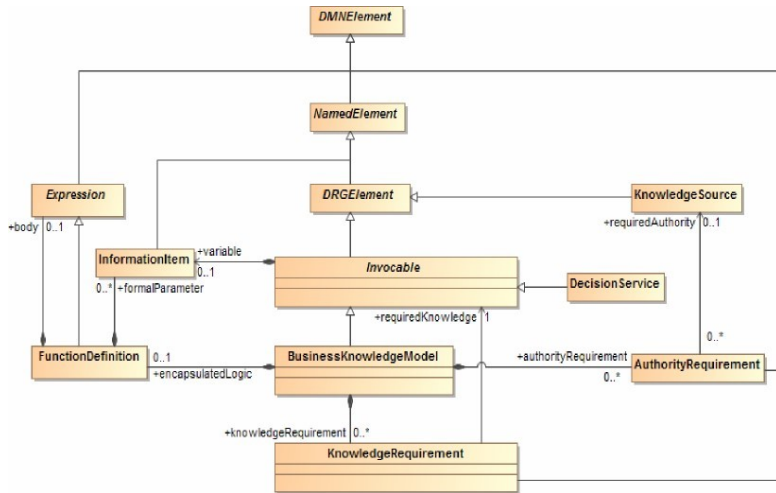 DMNElement
NamedElement
Expression
DRGElement
KnowledgeSource
+body 0..1
+requiredAuthority 0..1
InformationItem
+variable
0..1
Invocable
0..* +formalParameter
DecisionService
+requiredKnowledge 1
0..*
FunctionDefinition
0..1
+encapsulatedLogic
BusinessKnowledgeModel
+authorityRequirement
0..*
AuthorityRequirement
+knowledgeRequirement 0..*
KnowledgeRequirement